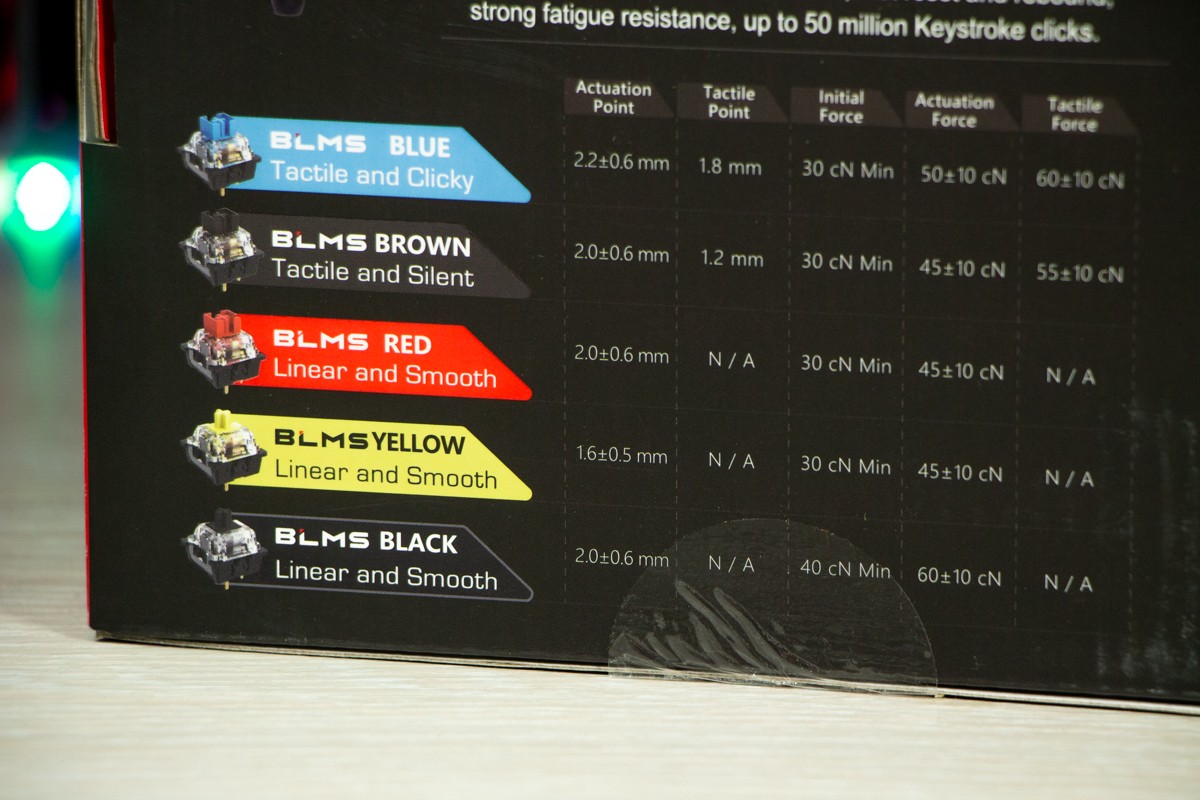 strong fatigue resistance, up to 50 million Keystroke clicks.
Actuation Point Tactile Point Initial Force Actuation Force Tactile Force
BLMS BLUE
Tactile and Clicky
2.2±0.6 mm 1.8 mm 30 cN Min 50±10 cN 60±10 cN
BLMS BROWN
Tactile and Silent
2.0±0.6 mm 1.2 mm 30 cN Min 45±10 cN 55±10 cN
BLMS RED
Linear and Smooth
2.0±0.6 mm N / A 30 cN Min 45±10 cN N / A
BLMS YELLOW
Linear and Smooth
1.6±0.5 mm N / A 30 cN Min 45±10 cN N / A
BLMS BLACK
Linear and Smooth
2.0±0.6 mm N / A 40 cN Min 60±10 cN N / A